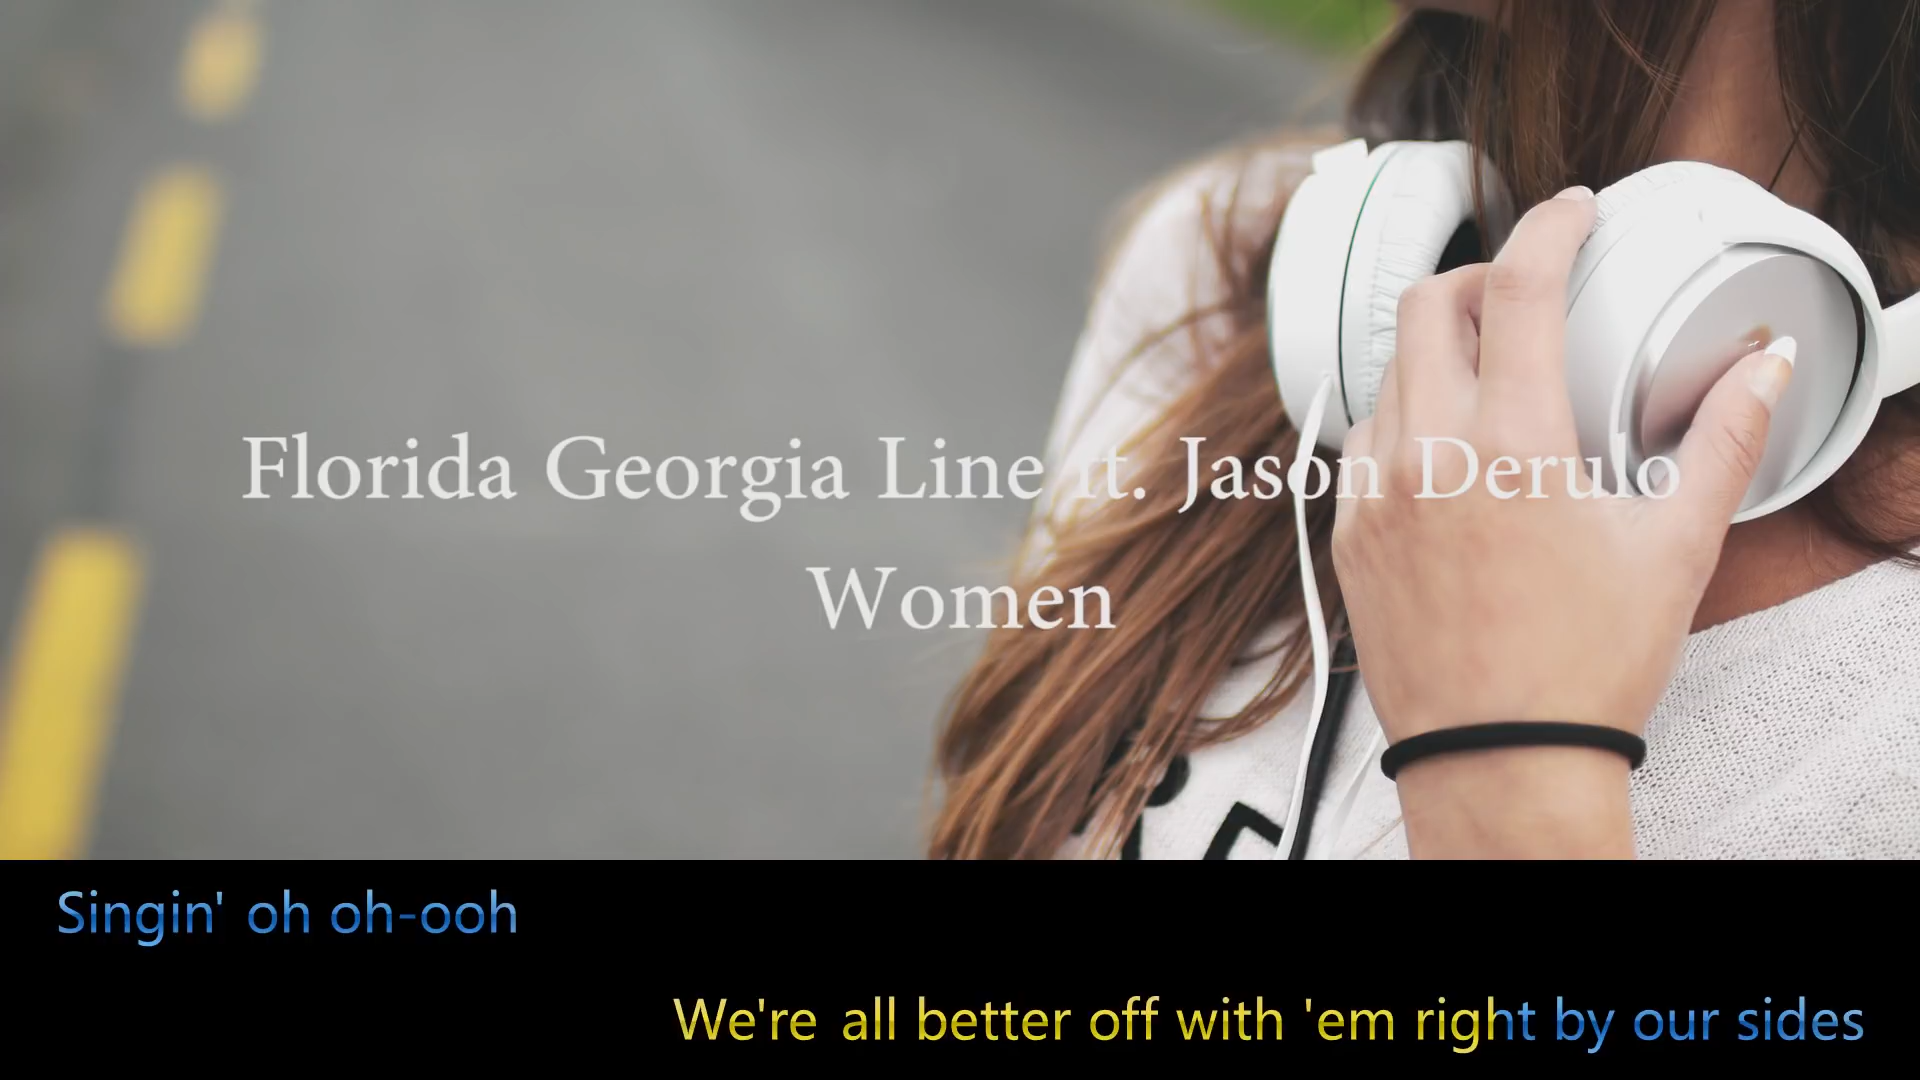 Florida Georgia Line ft. Jason Derulo
Women
Singin' oh oh-ooh
We're all better off with 'em right by our sides